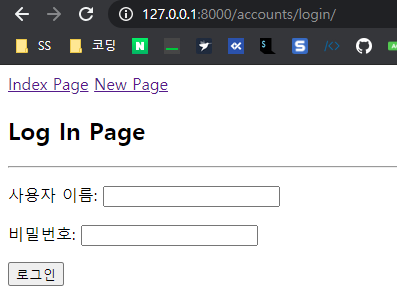 127.0.0.1:8000/accounts/login/
SS 코딩
Index Page New Page
Log In Page
사용자 이름:
비밀번호:
로그인